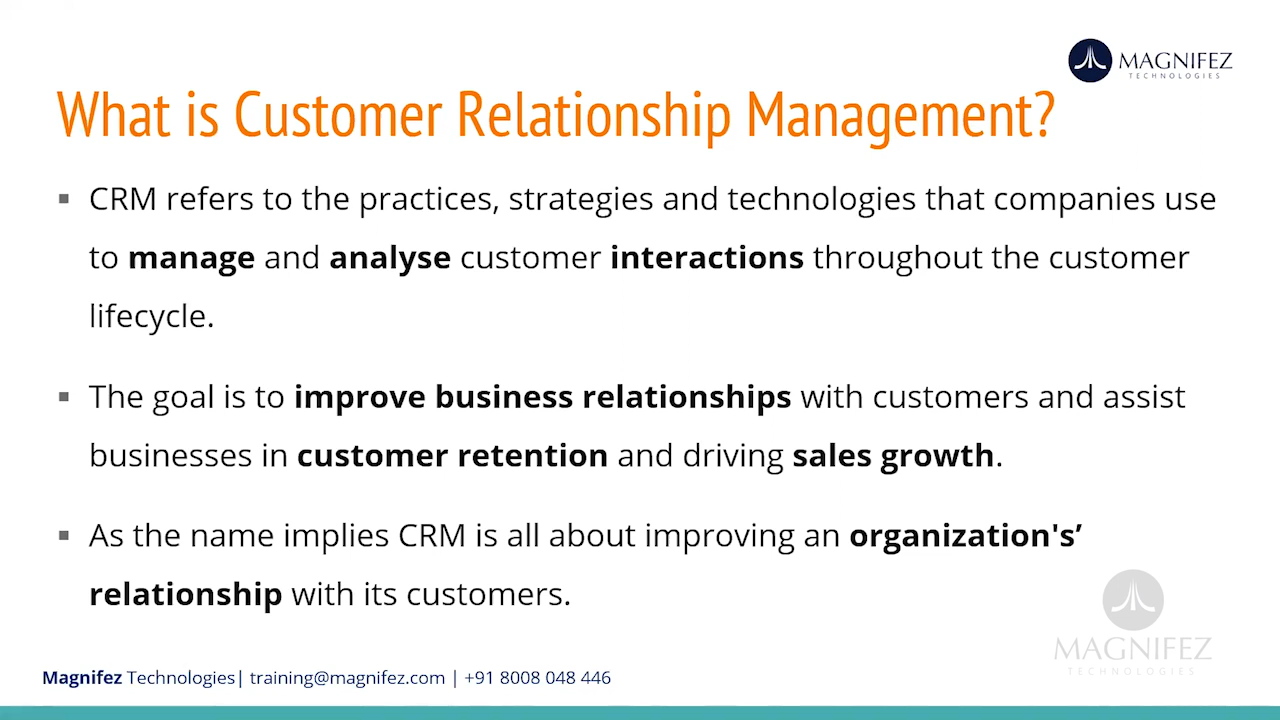 MAGNIFEZ
TECHNOLOGIES
What is Customer Relationship Management?
▪ CRM refers to the practices, strategies and technologies that companies use
to manage and analyse customer interactions throughout the customer
lifecycle.
▪ The goal is to improve business relationships with customers and assist
businesses in customer retention and driving sales growth.
▪ As the name implies CRM is all about improving an organization's’
relationship with its customers.
MAGNIFEZ
TECHNOLOGIES
Magnifez Technologies| training@magnifez.com | +91 8008 048 446